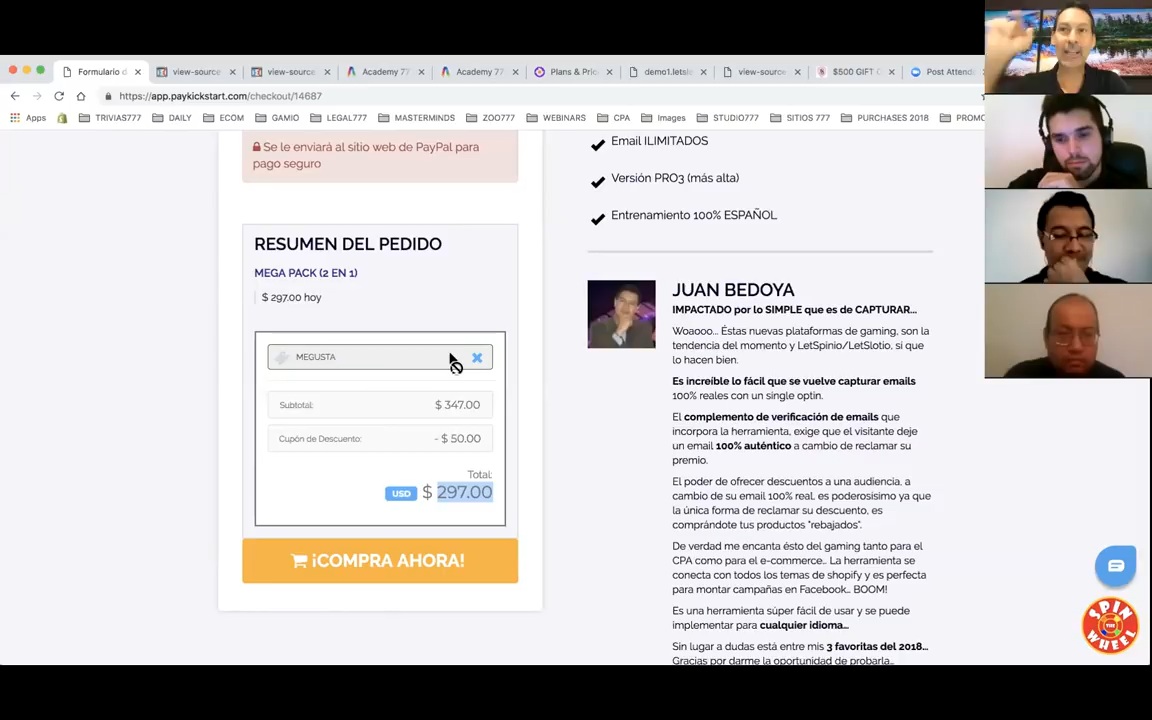 Formulario d
view-source
view-source
Academy 77
Academy 77
Plans & Pric
demo1.letsi
view-sourc
$500 GIFT C
Post Attend
https://app.paykickstart.com/checkout/14687
Apps
TRIVIAS777
DAILY
ECOM
GAMIO
LEGAL777
MASTERMINDS
ZOO777
WEBINARS
CPA
Images
STUDIO777
SITIOS 777
PURCHASES 2018
PROMO
Se le enviará al sitio web de PayPal para
pago seguro
RESUMEN DEL PEDIDO
MEGA PACK (2 EN 1)
$ 297.00 hoy
MEGUSTA
Subtotal:
$ 347.00
Cupón de Descuento:
- $ 50.00
Total:
USD $ 297.00
¡COMPRA AHORA!
Email ILIMITADOS
Versión PRO3 (más alta)
Entrenamiento 100% ESPAÑOL
JUAN BEDOYA
IMPACTADO por lo SIMPLE que es de CAPTURAR...
Woaooo... Éstas nuevas plataformas de gaming, son la
tendencia del momento y LetSpinio/LetSlotio, si que
lo hacen bien.
Es increíble lo fácil que se vuelve capturar emails
100% reales con un single optin.
El complemento de verificación de emails que
incorpora la herramienta, exige que el visitante deje
un email 100% auténtico a cambio de reclamar su
premio.
El poder de ofrecer descuentos a una audiencia, a
cambio de su email 100% real, es poderosísimo ya que
la única forma de reclamar su descuento, es
comprándote tus productos "rebajados".
De verdad me encanta ésto del gaming tanto para el
CPA como para el e-commerce... La herramienta se
conecta con todos los temas de shopify y es perfecta
para montar campañas en Facebook... BOOM!
Es una herramienta súper fácil de usar y se puede
implementar para cualquier idioma...
Sin lugar a dudas está entre mis 3 favoritas del 2018...
Gracias por darme la oportunidad de probarla...
SPIN
THE
WHEEL